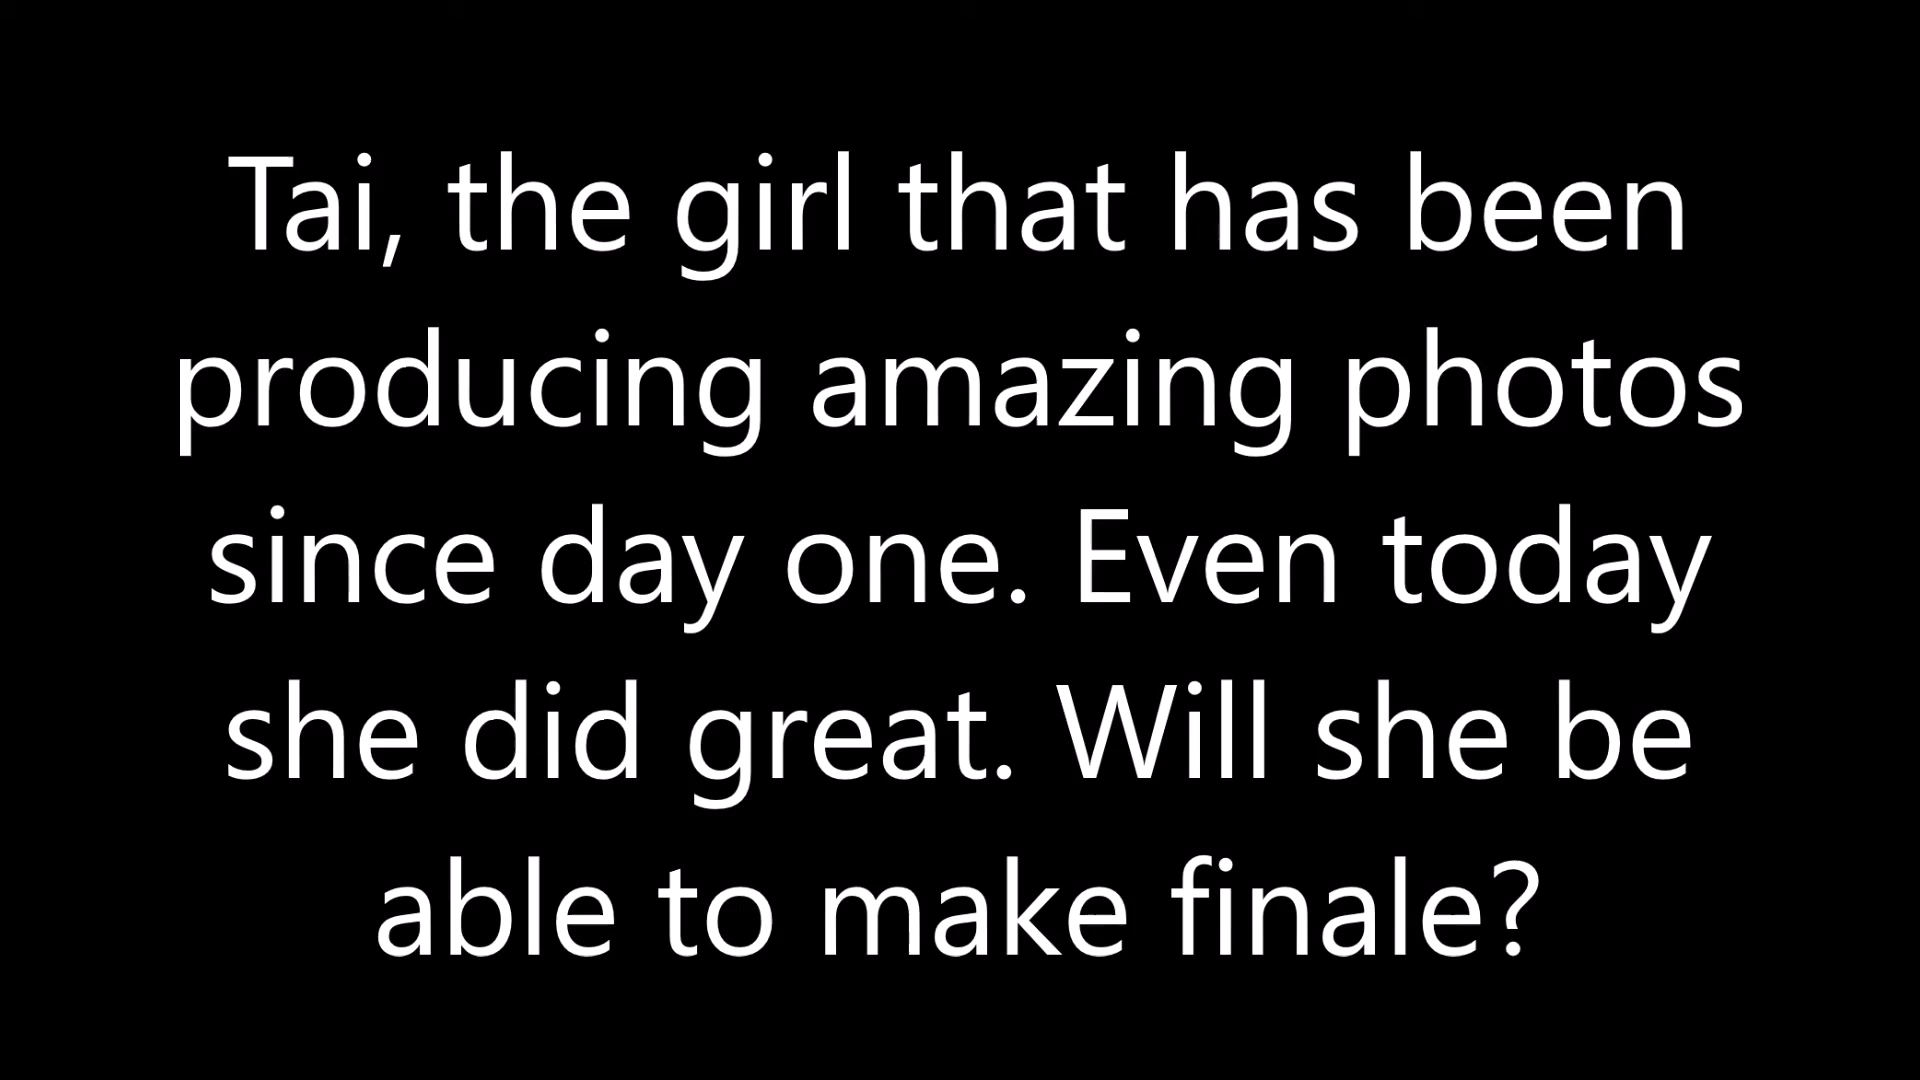 Tai, the girl that has been
producing amazing photos
since day one. Even today
she did great. Will she be
able to make finale?